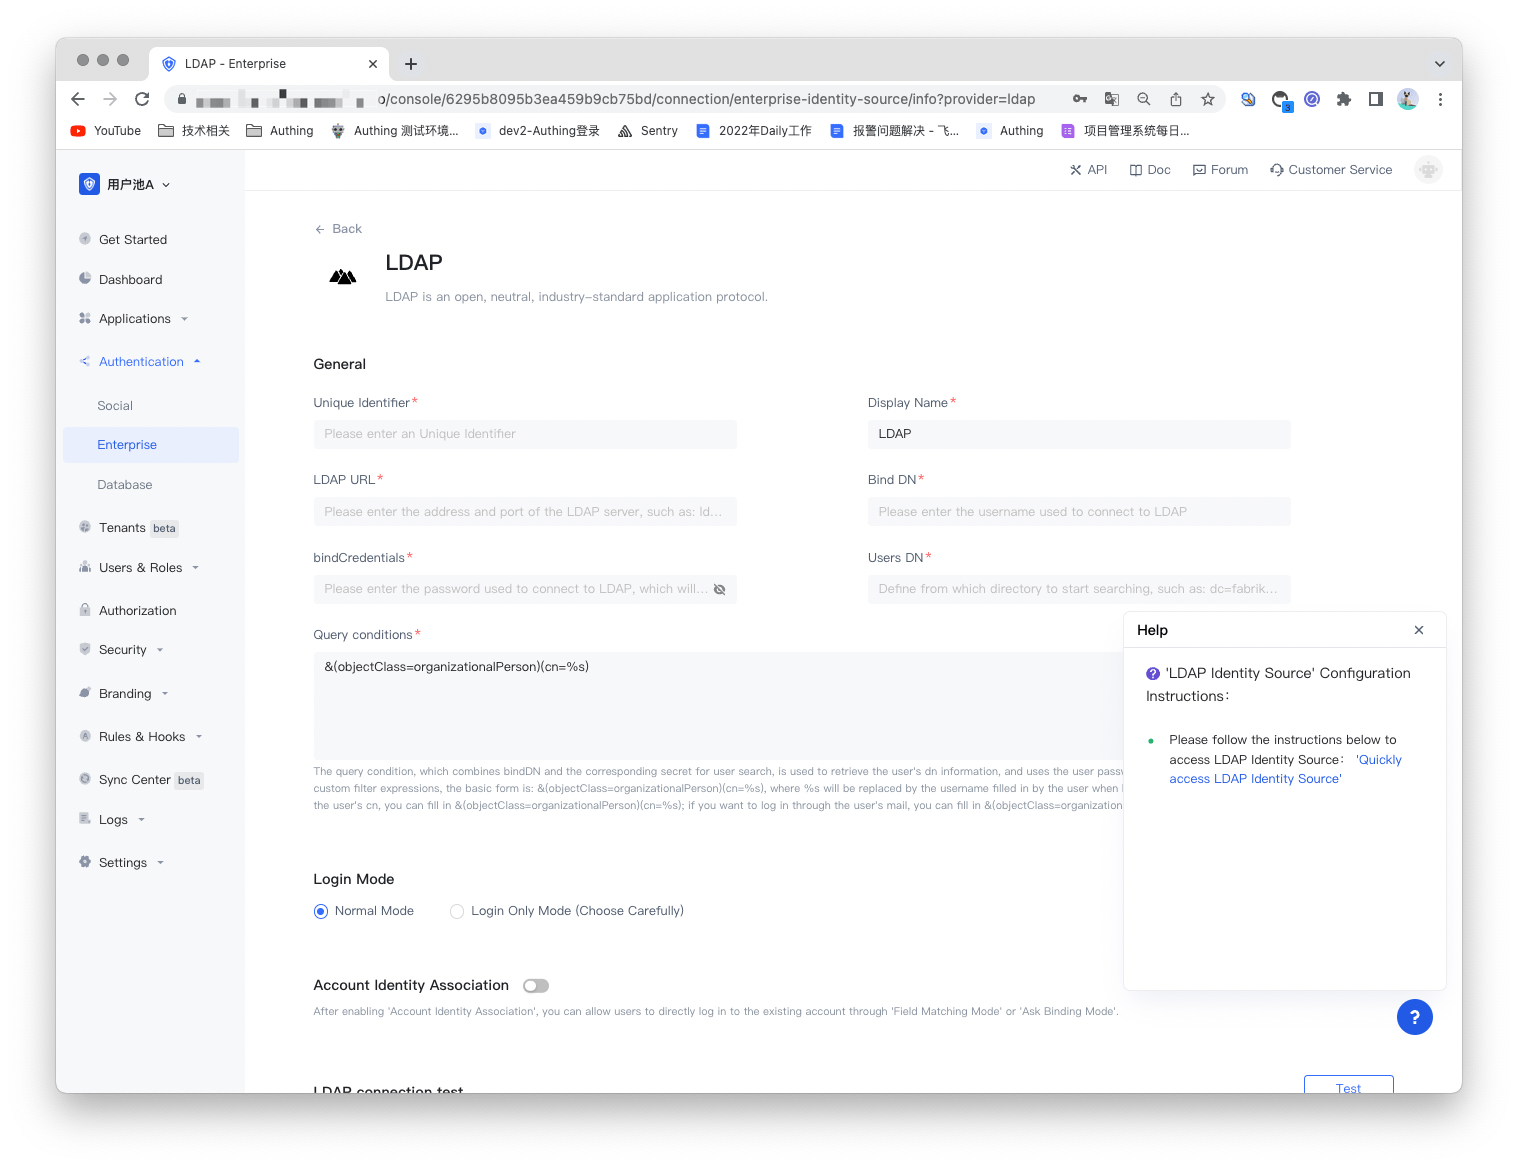 LDAP - Enterprise
/console/6295b8095b3ea459b9cb75bd/connection/enterprise-identity-source/info?provider=ldap
3
YouTube 技术相关 Authing Authing 测试环境... dev2-Authing登录 Sentry 2022年Daily工作 报警问题解决 - 飞... Authing 项目管理系统每日...
用户池A
API Doc Forum Customer Service
Get Started
Dashboard
Applications
Authentication
Social
Enterprise
Database
Tenants beta
Users & Roles
Authorization
Security
Branding
Rules & Hooks
Sync Center beta
Logs
Settings
Back
LDAP
LDAP is an open, neutral, industry-standard application protocol.
General
Unique Identifier*
Please enter an Unique Identifier
Display Name*
LDAP
LDAP URL*
Please enter the address and port of the LDAP server, such as: ld...
Bind DN*
Please enter the username used to connect to LDAP
bindCredentials*
Please enter the password used to connect to LDAP, which will...
Users DN*
Define from which directory to start searching, such as: dc=fabrik...
Query conditions*
&(objectClass=organizationalPerson)(cn=%s)
The query condition, which combines bindDN and the corresponding secret for user search, is used to retrieve the user's dn information, and uses the user passw
custom filter expressions, the basic form is: &(objectClass=organizationalPerson)(cn=%s), where %s will be replaced by the username filled in by the user when
the user's cn, you can fill in &(objectClass=organizationalPerson)(cn=%s); if you want to log in through the user's mail, you can fill in &(objectClass=organization
Login Mode
Normal Mode Login Only Mode (Choose Carefully)
Account Identity Association
After enabling 'Account Identity Association', you can allow users to directly log in to the existing account through 'Field Matching Mode' or 'Ask Binding Mode'.
LDAP connection test
Test
Help
? 'LDAP Identity Source' Configuration
Instructions：
Please follow the instructions below to
access LDAP Identity Source： 'Quickly
access LDAP Identity Source'
?